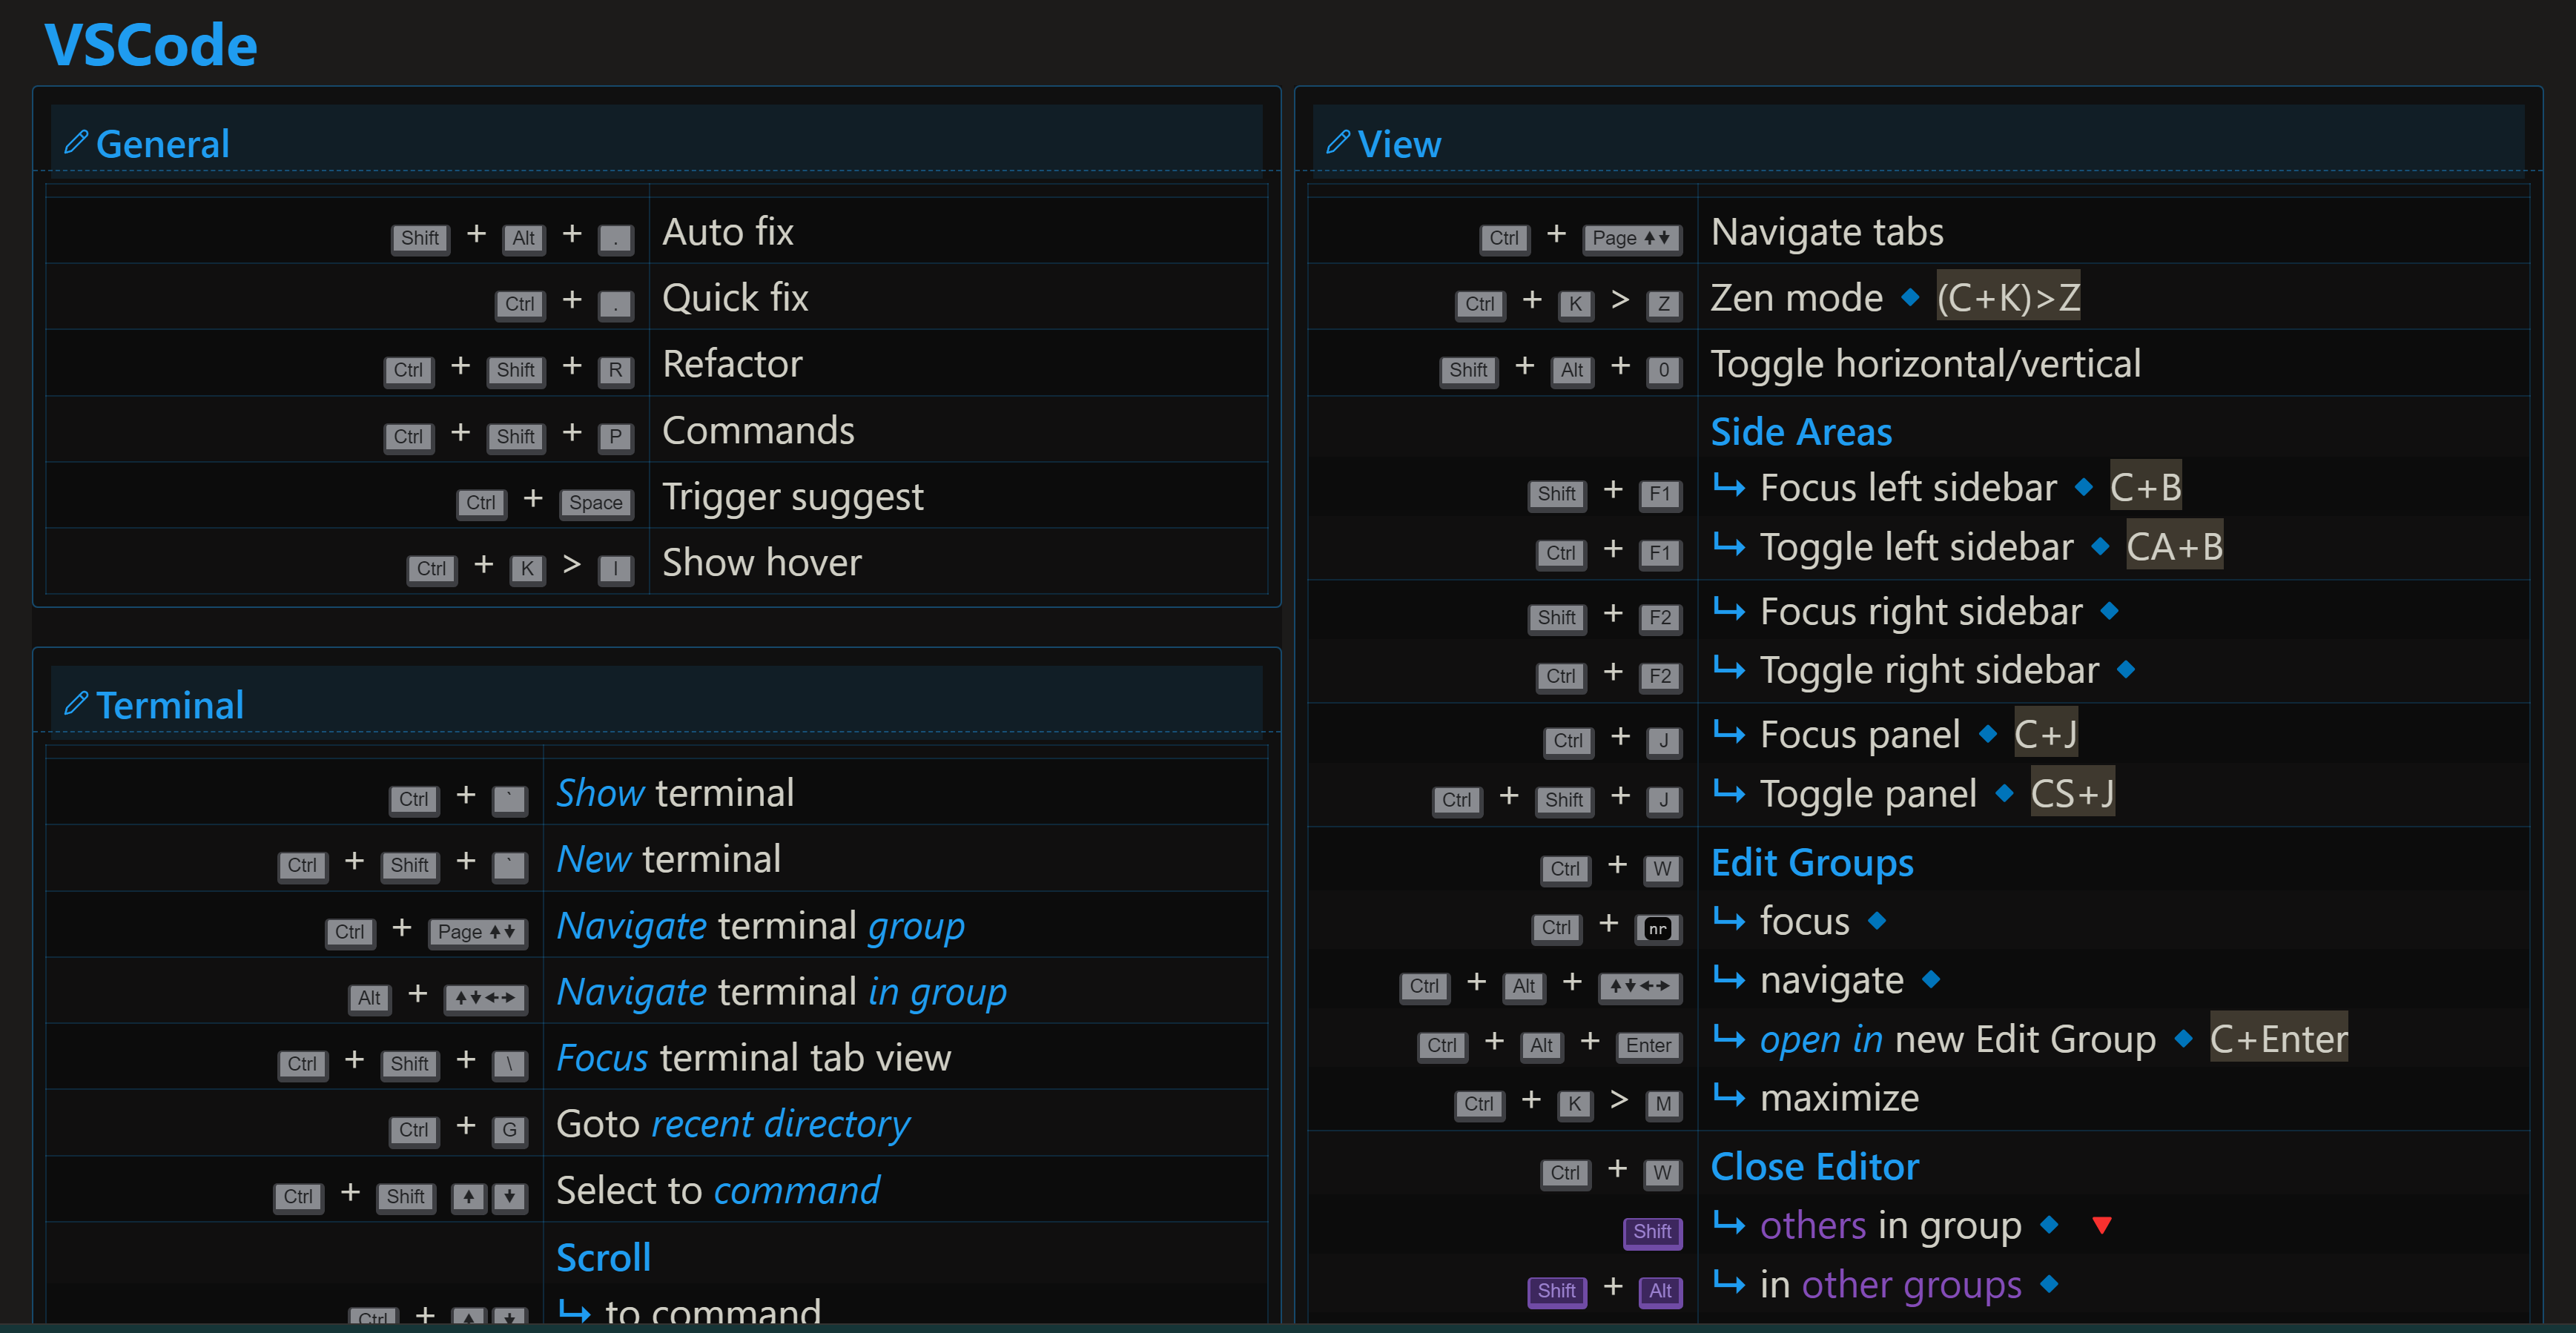 VSCode
General
Shift + Alt + . Auto fix
Ctrl + . Quick fix
Ctrl + Shift + R Refactor
Ctrl + Shift + P Commands
Ctrl + Space Trigger suggest
Ctrl + K > I Show hover
Terminal
Ctrl + ` Show terminal
Ctrl + Shift + ` New terminal
Ctrl + Page 🡹🡻 Navigate terminal group
Alt + 🡹🡻🡸🡺 Navigate terminal in group
Ctrl + Shift + \ Focus terminal tab view
Ctrl + G Goto recent directory
Ctrl + Shift 🡹 🡻 Select to command
Scroll
Ctrl + 🡹 🡻 ↳ to command
View
Ctrl + Page 🡹🡻 Navigate tabs
Ctrl + K > Z Zen mode 🔹 (C+K)>Z
Shift + Alt + 0 Toggle horizontal/vertical
Side Areas
Shift + F1 ↳ Focus left sidebar 🔹 C+B
Ctrl + F1 ↳ Toggle left sidebar 🔹 CA+B
Shift + F2 ↳ Focus right sidebar 🔹
Ctrl + F2 ↳ Toggle right sidebar 🔹
Ctrl + J ↳ Focus panel 🔹 C+J
Ctrl + Shift + J ↳ Toggle panel 🔹 CS+J
Ctrl + W Edit Groups
Ctrl + nr ↳ focus 🔹
Ctrl + Alt + 🡹🡻🡸🡺 ↳ navigate 🔹
Ctrl + Alt + Enter ↳ open in new Edit Group 🔹 C+Enter
Ctrl + K > M ↳ maximize
Ctrl + W Close Editor
Shift ↳ others in group 🔹 🔻
Shift + Alt ↳ in other groups 🔹